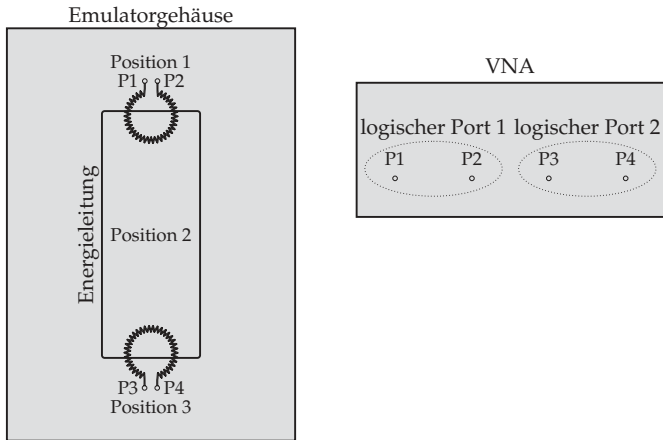 Emulatorgehäuse
Position 1
P1 P2
Energieleitung
Position 2
P3 P4
Position 3
VNA
logischer Port 1 logischer Port 2
P1 P2 P3 P4